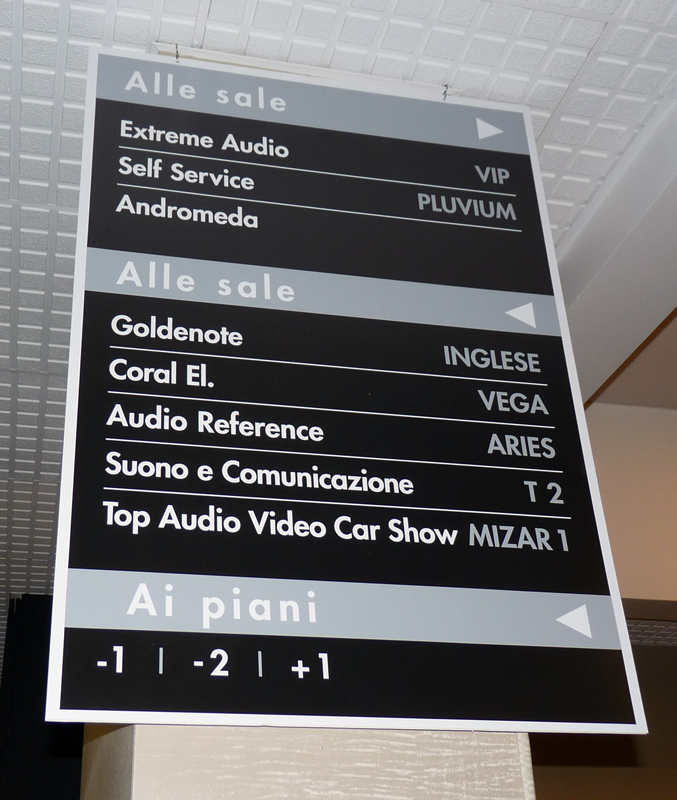 Alle sale ▶
Extreme Audio VIP
Self Service PLUVIUM
Andromeda
Alle sale ◀
Goldenote INGLESE
Coral El. VEGA
Audio Reference ARIES
Suono e Comunicazione T 2
Top Audio Video Car Show MIZAR 1
Ai piani ◀
-1 | -2 | +1